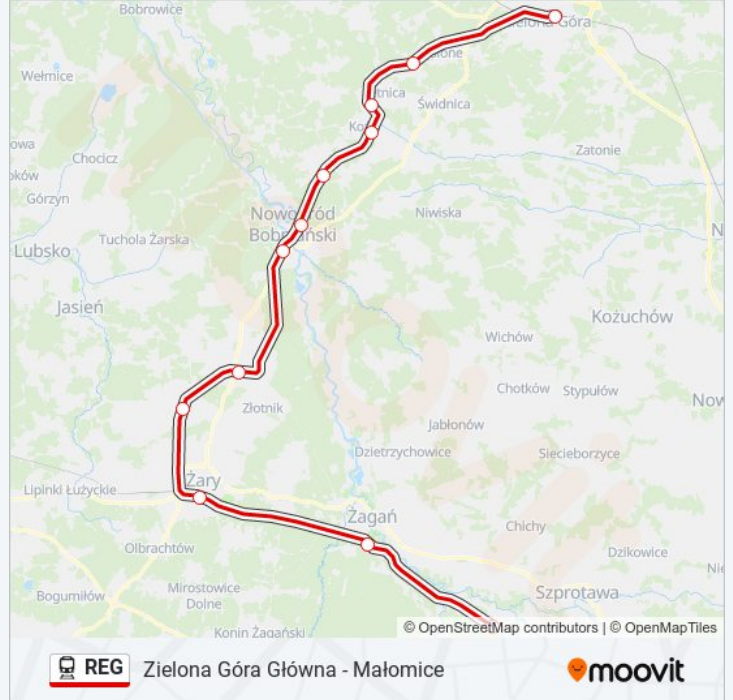 Bobrowice
Zielona Góra
Wełmice
Świdnica
Zatonie
Chocicz
Górzyn
Nowogród
Bobrzański
Niwiska
Lubsko
Tuchola Żarska
Jasień
Kożuchów
Wichów
Chotków
Stypułów
Złotnik
Jabłonów
Dzietrzychowice
Siecieborzyce
Żary
Lipinki Łużyckie
Żagań
Chichy
Olbrachtów
Dzikowice
Mirostowice
Dolne
Bogumiłów
Szprotawa
Konin Żagański
© OpenStreetMap contributors | © OpenMapTiles
REG
Zielona Góra Główna - Małomice
moovit